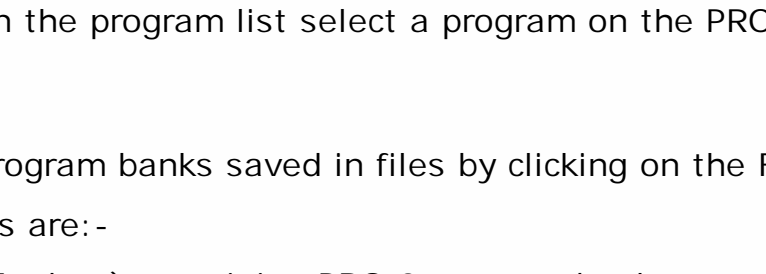 n the program list select a program on the PRO
rogram banks saved in files by clicking on the
s are:-